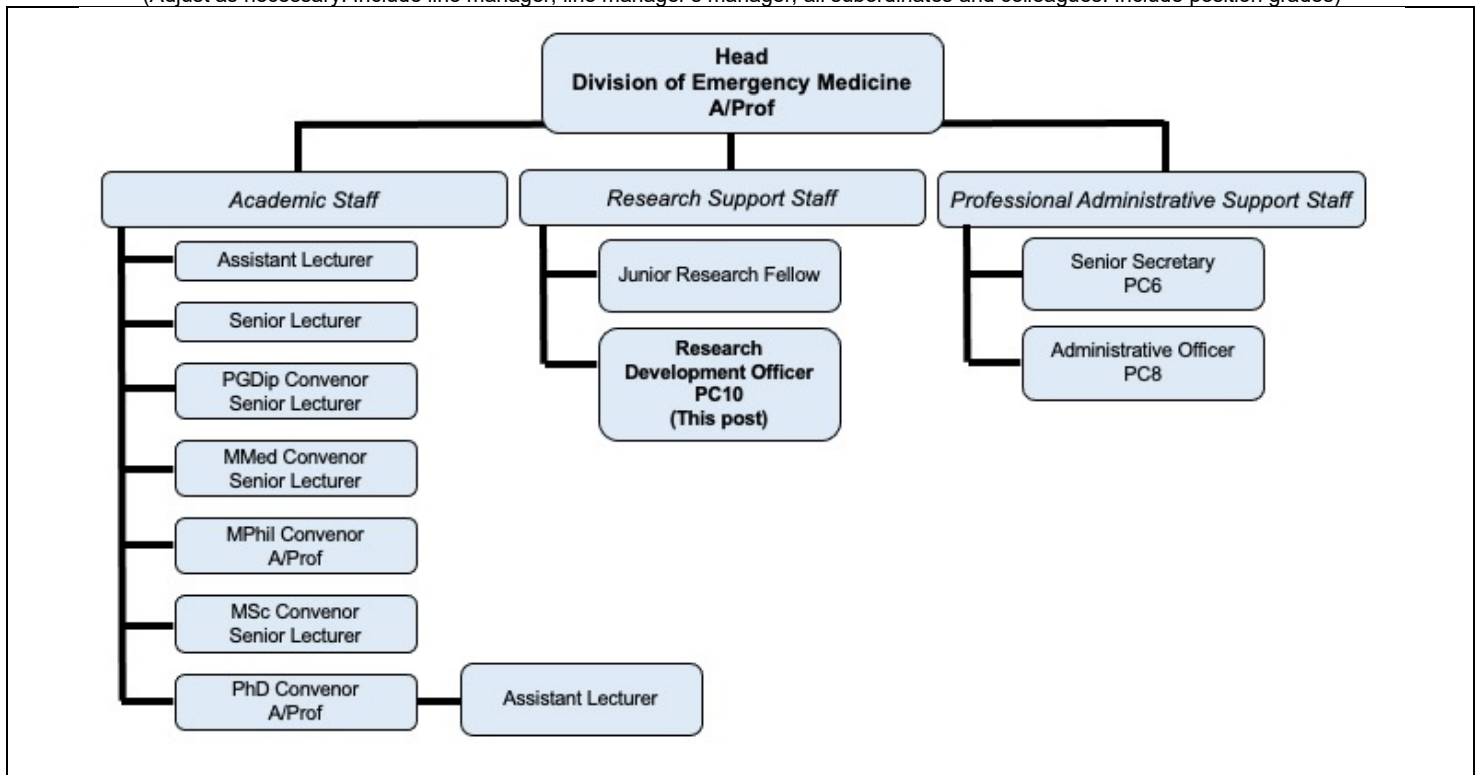 (Adjust as necessary. Include line manager, line manager's manager, all subordinates and colleagues. Include position grades)
Head
Division of Emergency Medicine
A/Prof
Academic Staff
Research Support Staff
Professional Administrative Support Staff
Assistant Lecturer
Senior Lecturer
PGDip Convenor
Senior Lecturer
MMed Convenor
Senior Lecturer
MPhil Convenor
A/Prof
MSc Convenor
Senior Lecturer
PhD Convenor
A/Prof
Assistant Lecturer
Junior Research Fellow
Research
Development Officer
PC10
(This post)
Senior Secretary
PC6
Administrative Officer
PC8